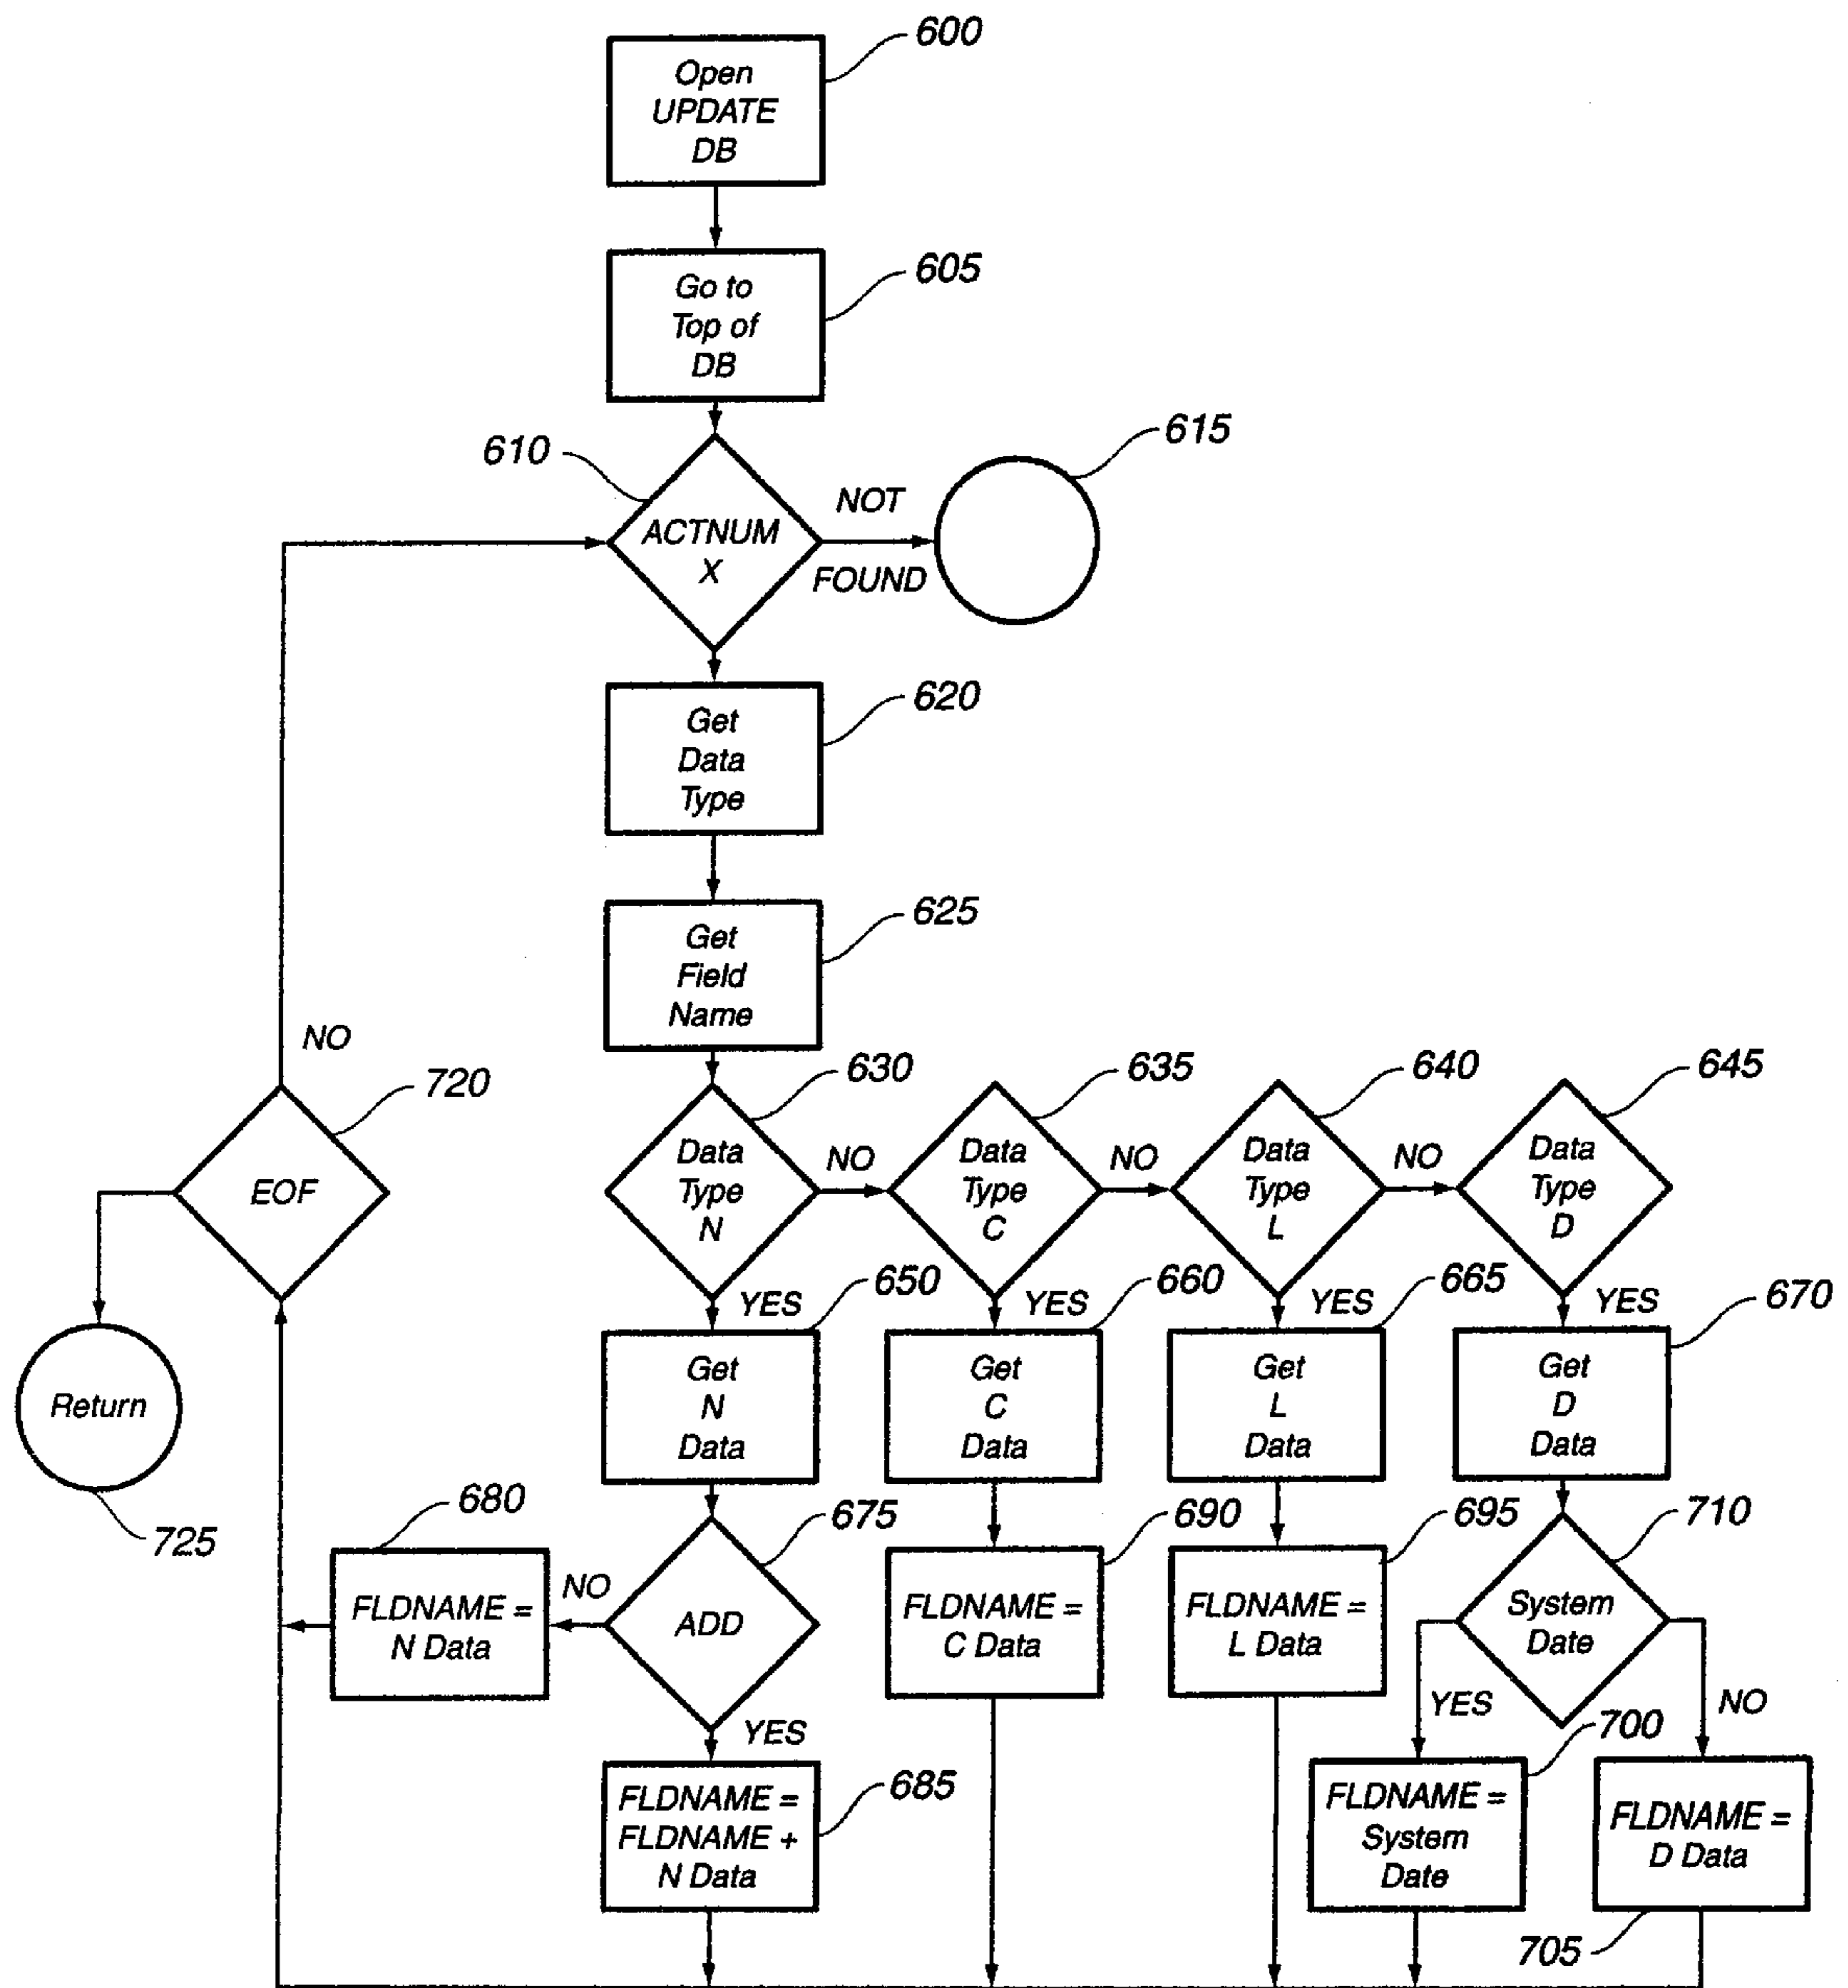 600
Open
UPDATE
DB
605
Go to
Top of
DB
610
615
ACTNUM
X
NOT
FOUND
620
Get
Data
Type
625
Get
Field
Name
NO
720
EOF
630
Data
Type
N
NO
635
Data
Type
C
NO
640
Data
Type
L
NO
645
Data
Type
D
YES
650
YES
660
YES
665
YES
670
Return
725
Get
N
Data
Get
C
Data
Get
L
Data
Get
D
Data
680
675
690
695
710
FLDNAME =
N Data
NO
ADD
FLDNAME =
C Data
FLDNAME =
L Data
System
Date
YES
YES
NO
700
685
FLDNAME =
FLDNAME +
N Data
FLDNAME =
System
Date
FLDNAME =
D Data
705